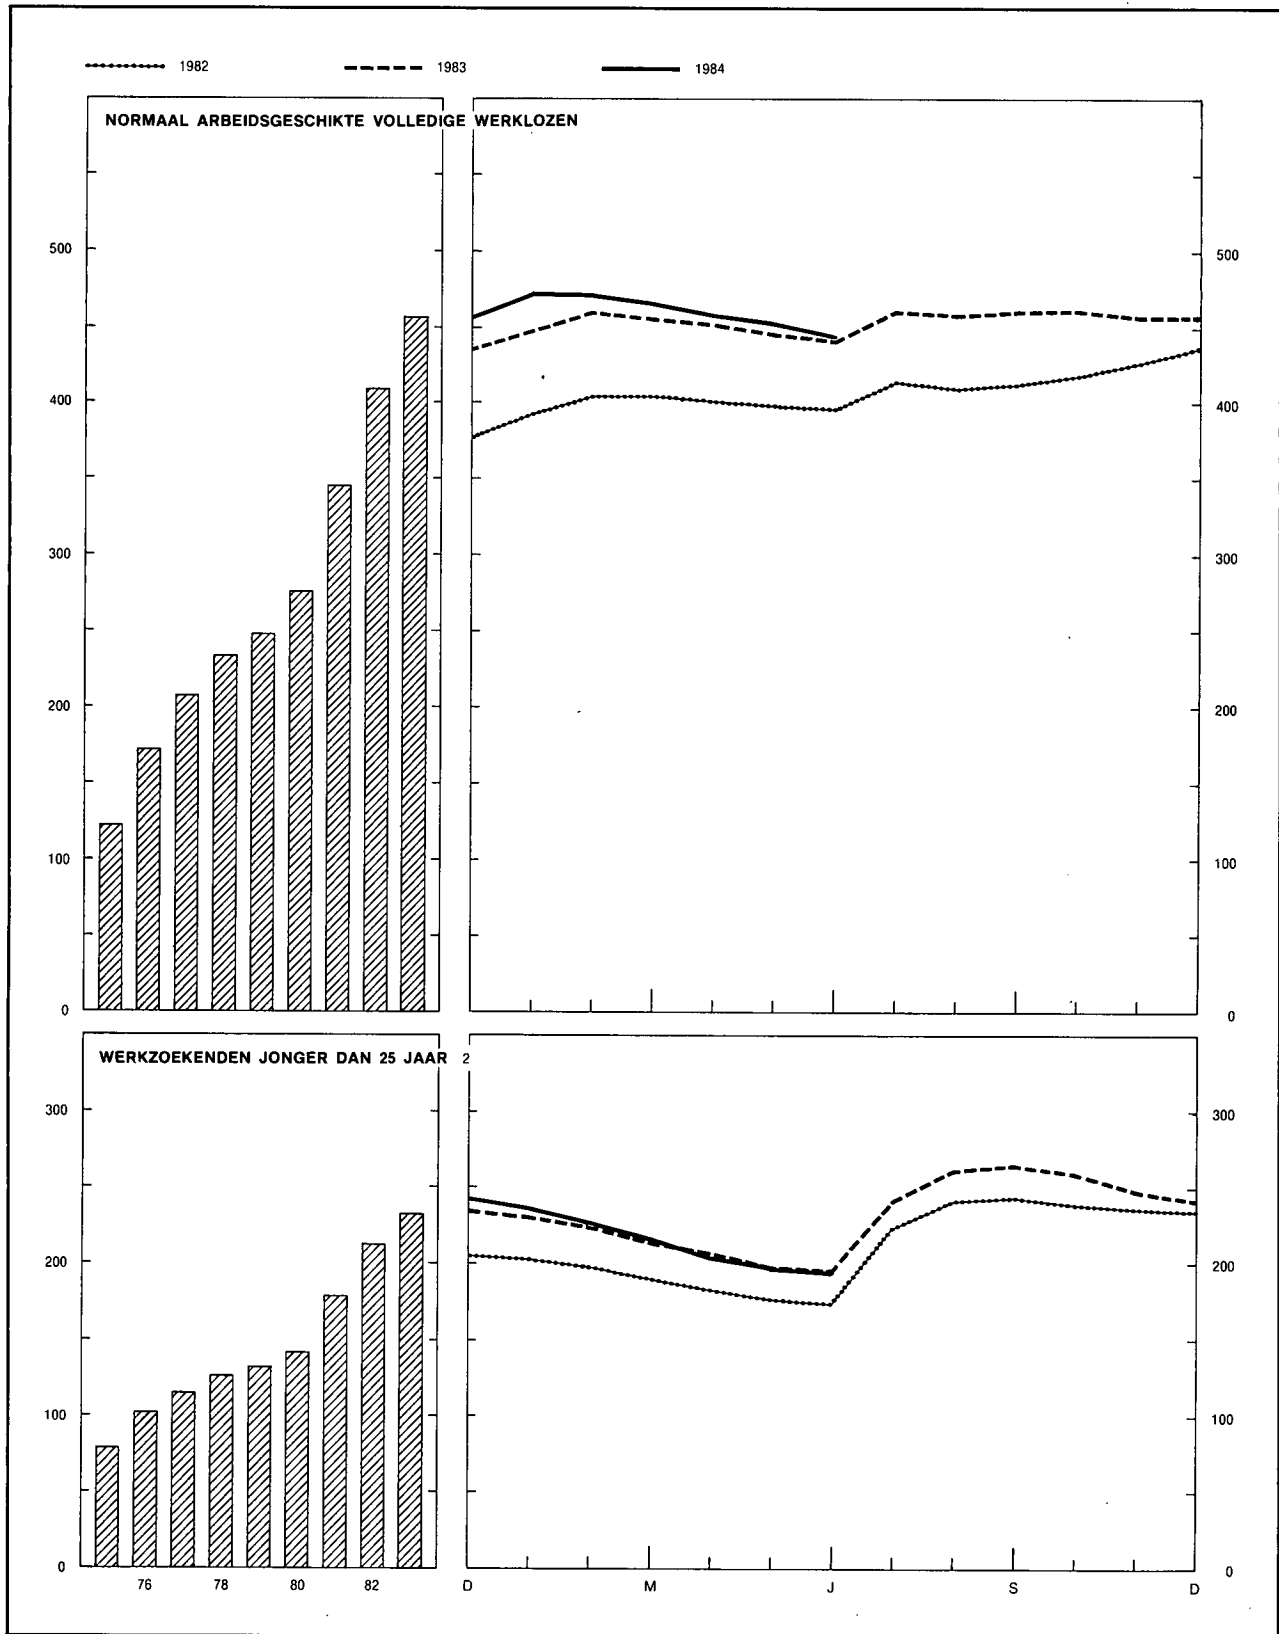 1982 1983 1984
NORMAAL ARBEIDSGESCHIKTE VOLLEDIGE WERKLOZEN
500 500
400 400
300 300
200 200
100 100
0 0
WERKZOEKENDEN JONGER DAN 25 JAAR 2
300 300
200 200
100 100
0 0
76 78 80 82 D M J S D